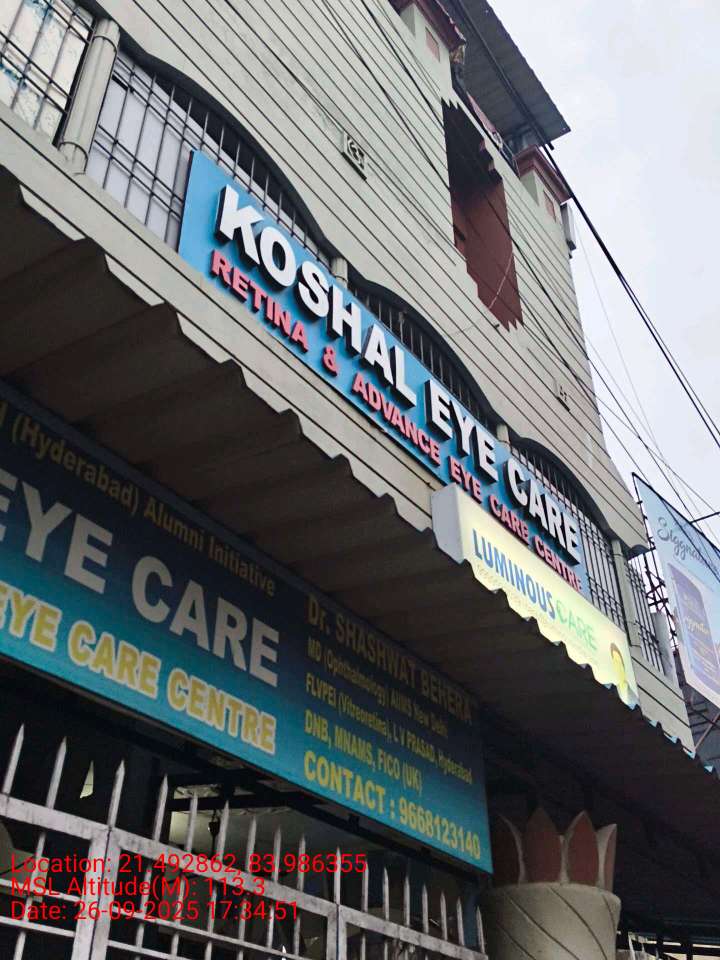 KOSHAL EYE CARE
RETINA & ADVANCE EYE CARE CENTRE
LUMINOUS CARE
(Hyderabad) Alumni Initiative
EYE CARE
EYE CARE CENTRE
Dr. SHASHWAT BEHERA
MD (Ophthalmology) AIIMS New Delhi
FLVPEI (Vitreoretina), L V PRASAD, Hyderabad
DNB, MNAMS, FICO (UK)
CONTACT : 9668123140
Location: 21.492862, 83.986355
MSL Altitude(M): 113.3
Date: 26-09-2025 17:34:51